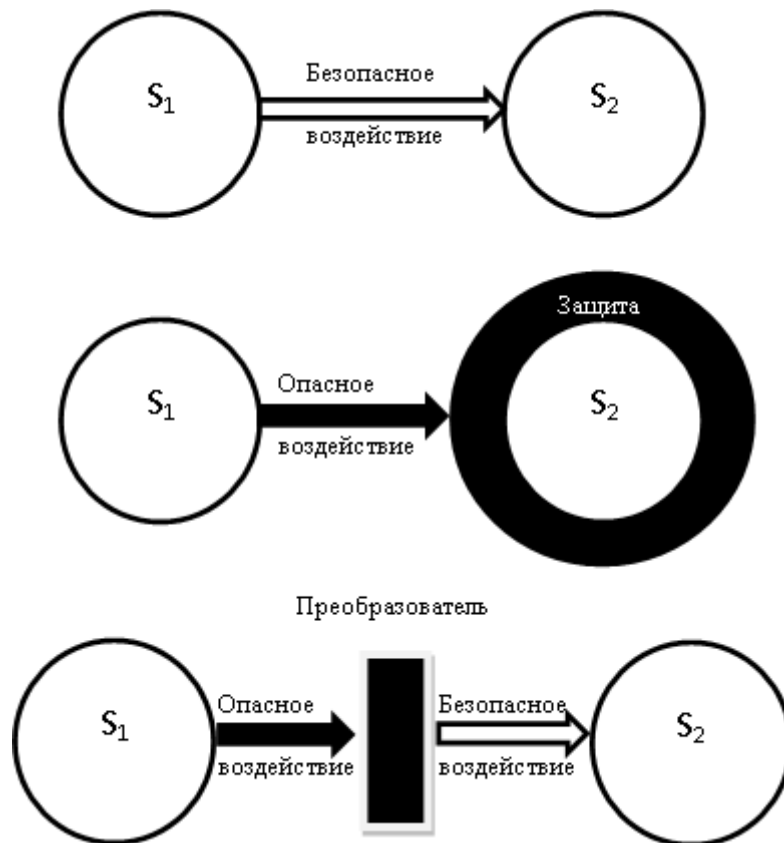 Безопасное
S₁ S₂
воздействие
Защита
Опасное
S₁ S₂
воздействие
Преобразователь
Опасное Безопасное
S₁ S₂
воздействие воздействие